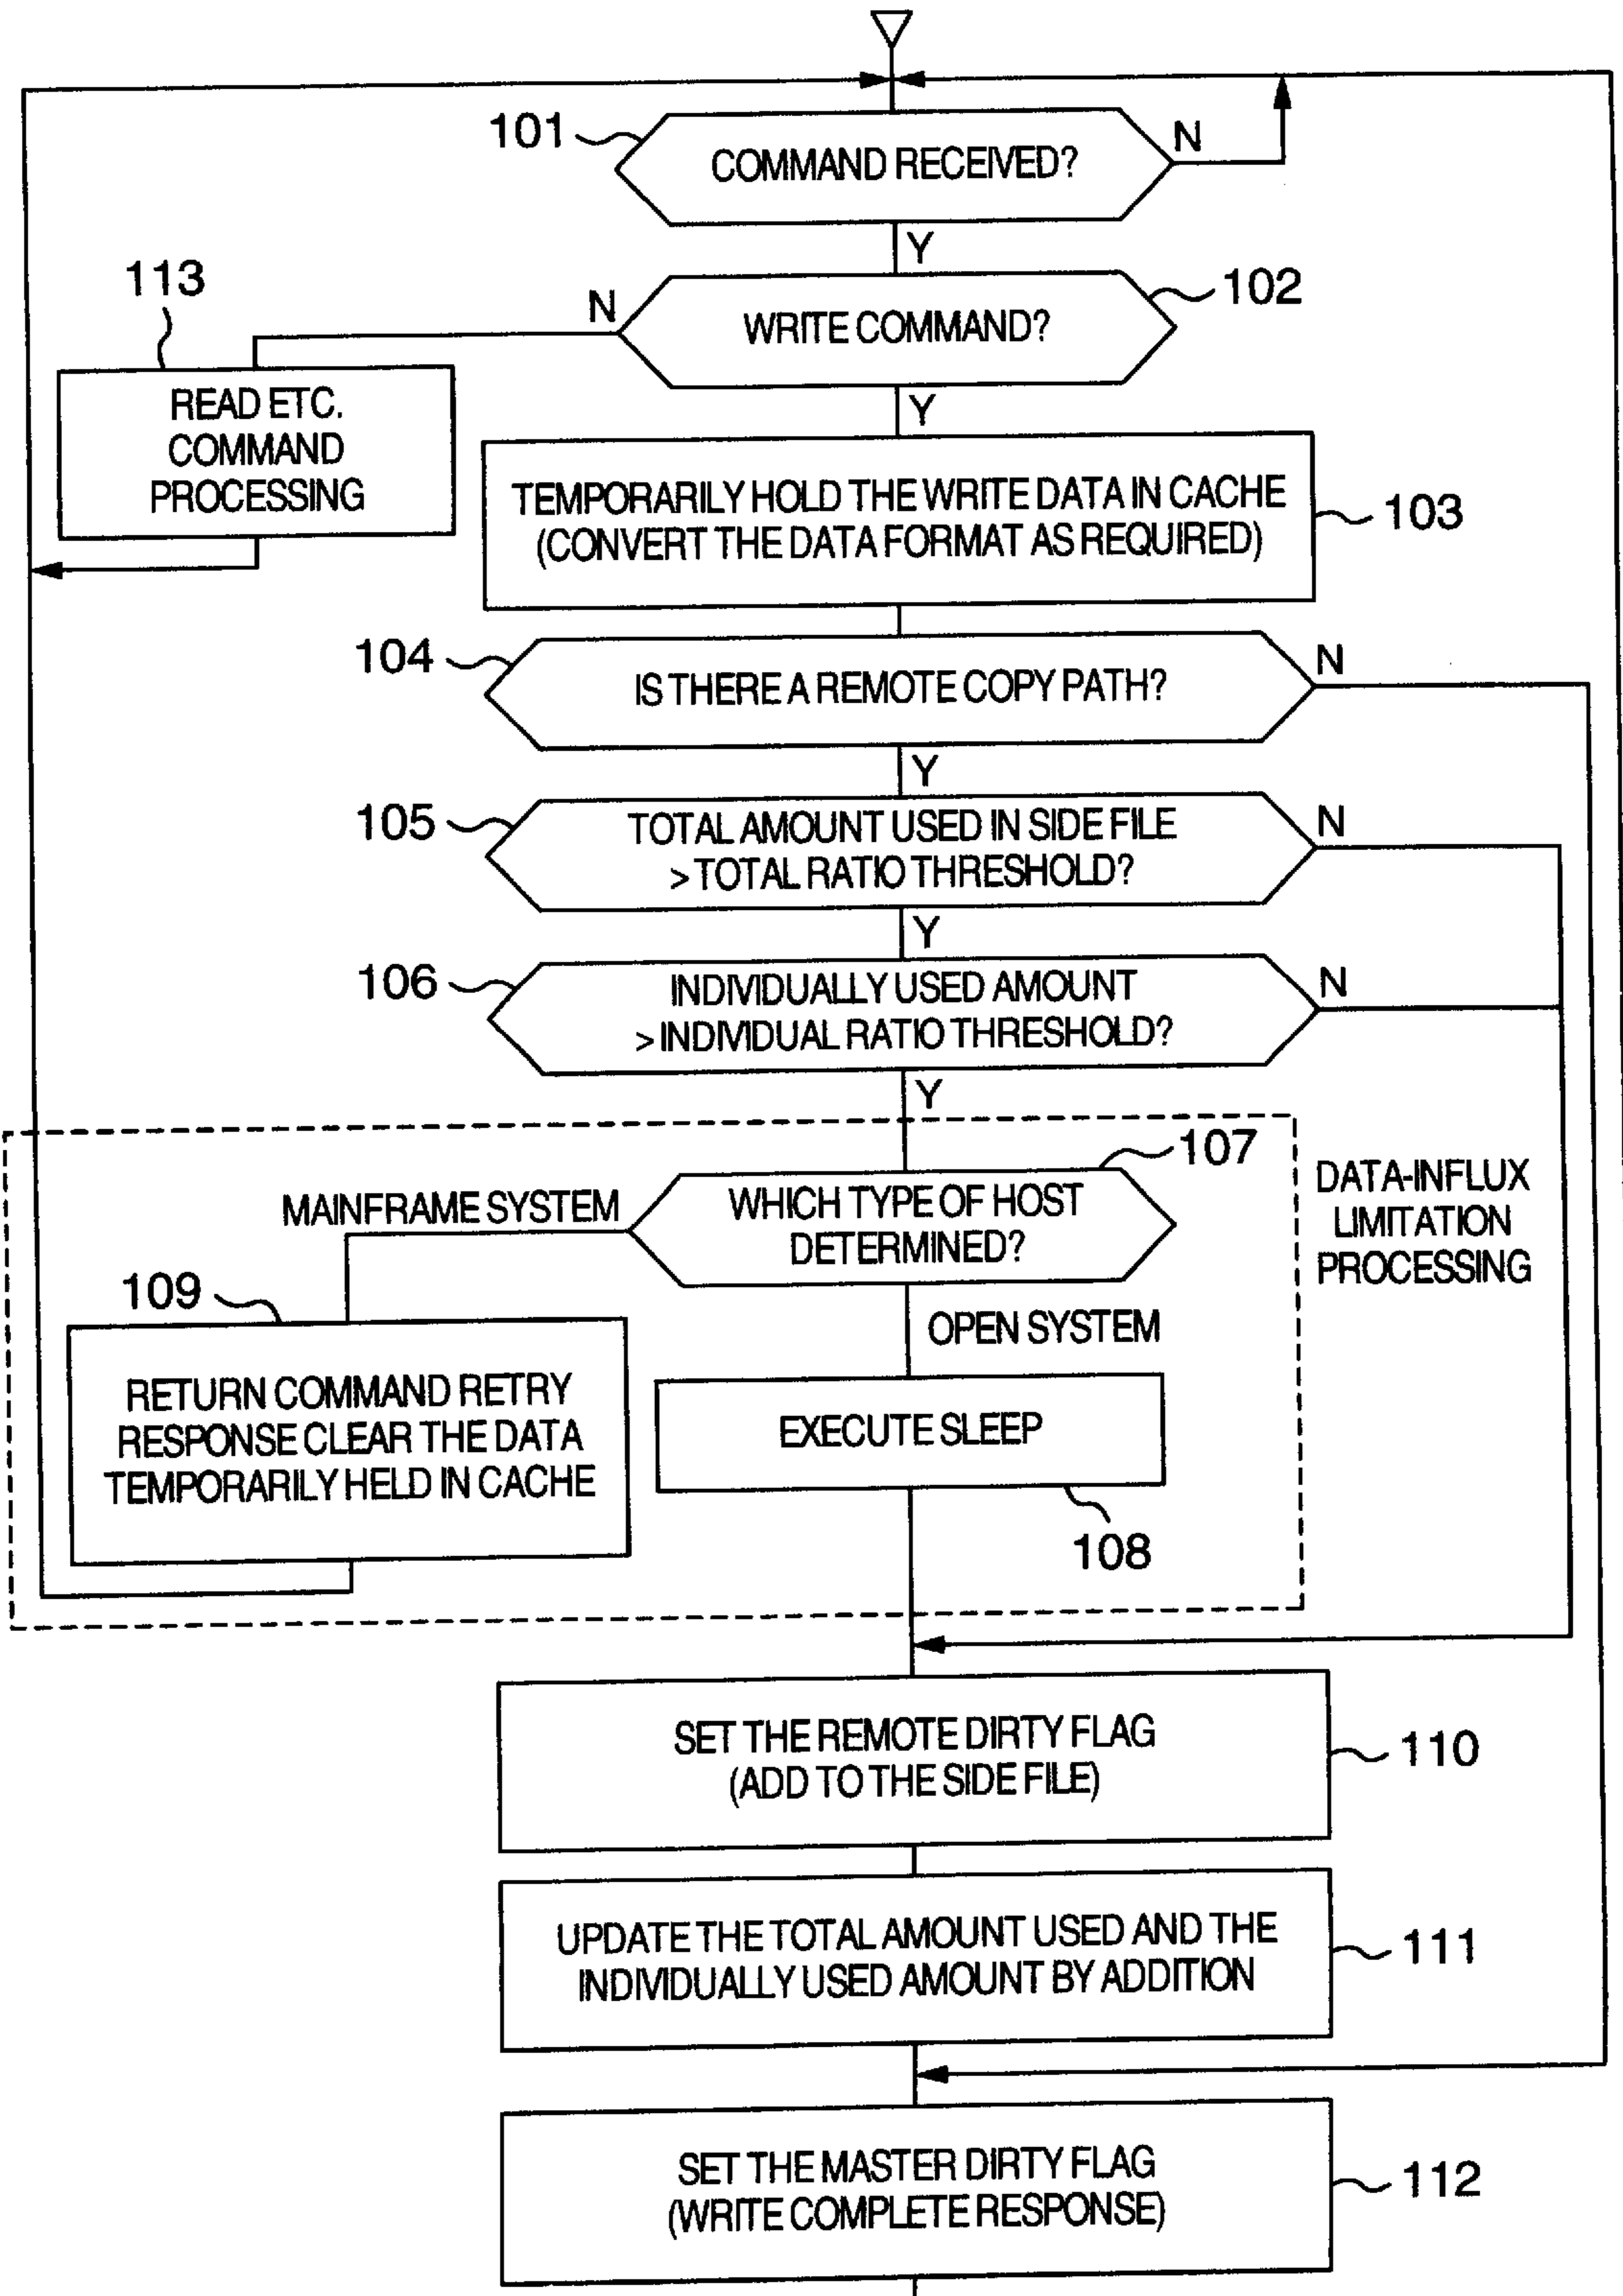 101
COMMAND RECEIVED?
N
Y
113
N
WRITE COMMAND?
102
Y
READ ETC.
COMMAND
PROCESSING
TEMPORARILY HOLD THE WRITE DATA IN CACHE
(CONVERT THE DATA FORMAT AS REQUIRED)
103
104
IS THERE A REMOTE COPY PATH?
N
Y
105
TOTAL AMOUNT USED IN SIDE FILE
> TOTAL RATIO THRESHOLD?
N
Y
106
INDIVIDUALLY USED AMOUNT
> INDIVIDUAL RATIO THRESHOLD?
N
Y
107
MAINFRAME SYSTEM
WHICH TYPE OF HOST
DETERMINED?
DATA-INFLUX
LIMITATION
PROCESSING
109
OPEN SYSTEM
RETURN COMMAND RETRY
RESPONSE CLEAR THE DATA
TEMPORARILY HELD IN CACHE
EXECUTE SLEEP
108
SET THE REMOTE DIRTY FLAG
(ADD TO THE SIDE FILE)
110
UPDATE THE TOTAL AMOUNT USED AND THE
INDIVIDUALLY USED AMOUNT BY ADDITION
111
SET THE MASTER DIRTY FLAG
(WRITE COMPLETE RESPONSE)
112